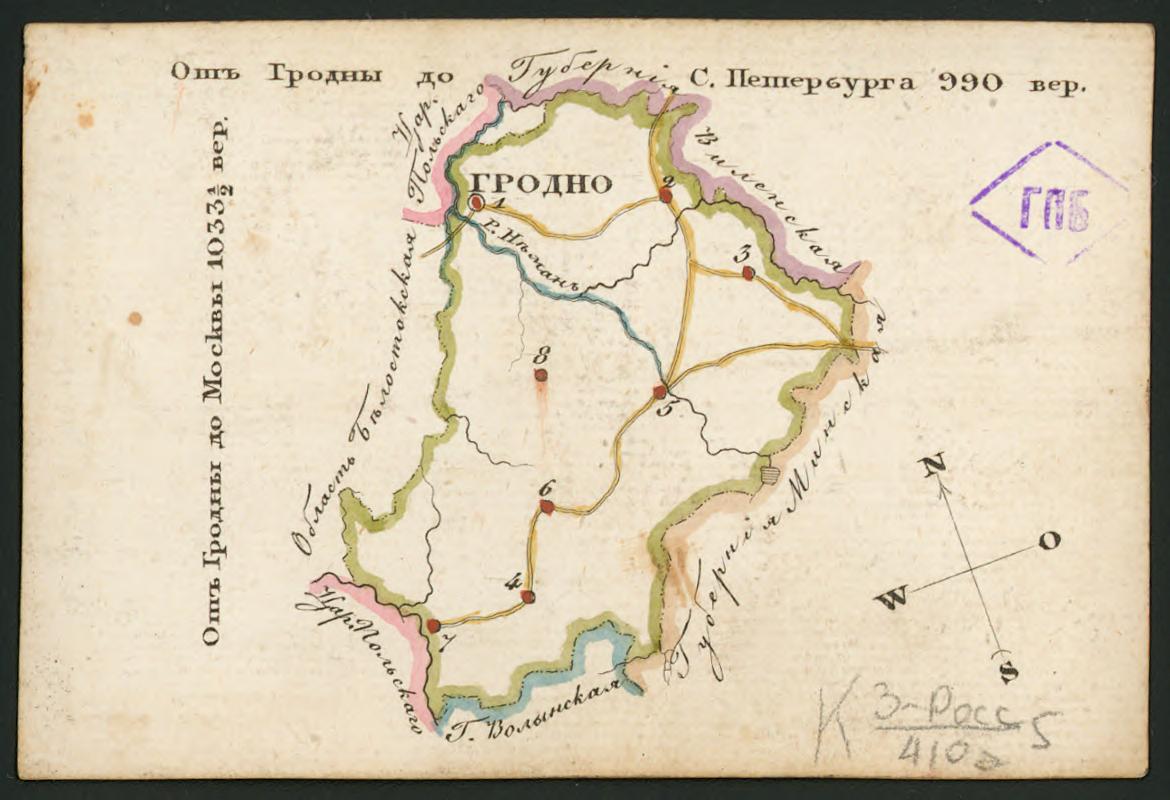 Отъ Гродны до С. Петербурга 990 вер.
Отъ Гродны до Москвы 1033 1/2 вер.
Губернія
Виленская
Цар. Польскаго
ГРОДНО
1
2
Р. Нѣманъ
3
ГПБ
8
5
Область Бѣлостокская
6
4
7
Губернія Минская
Цар. Польскаго
Г. Волынская
N
O
W
S
К 3-Росс 5
410